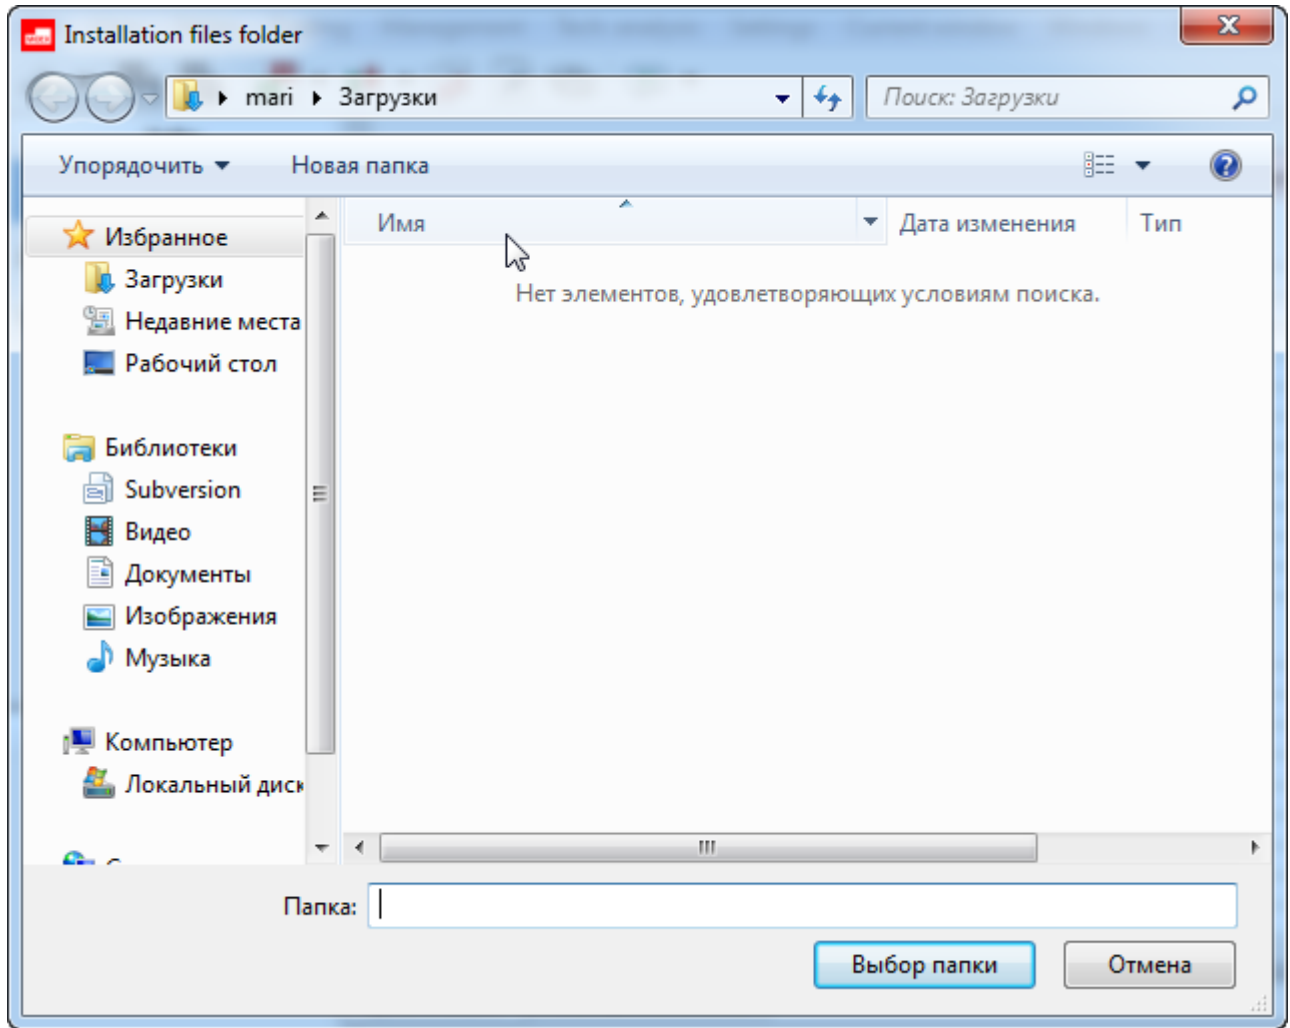 Installation files folder
mari Загрузки
Поиск: Загрузки
Упорядочить Новая папка
Имя Дата изменения Тип
Нет элементов, удовлетворяющих условиям поиска.
Избранное
Загрузки
Недавние места
Рабочий стол
Библиотеки
Subversion
Видео
Документы
Изображения
Музыка
Компьютер
Локальный диск
Папка:
Выбор папки Отмена